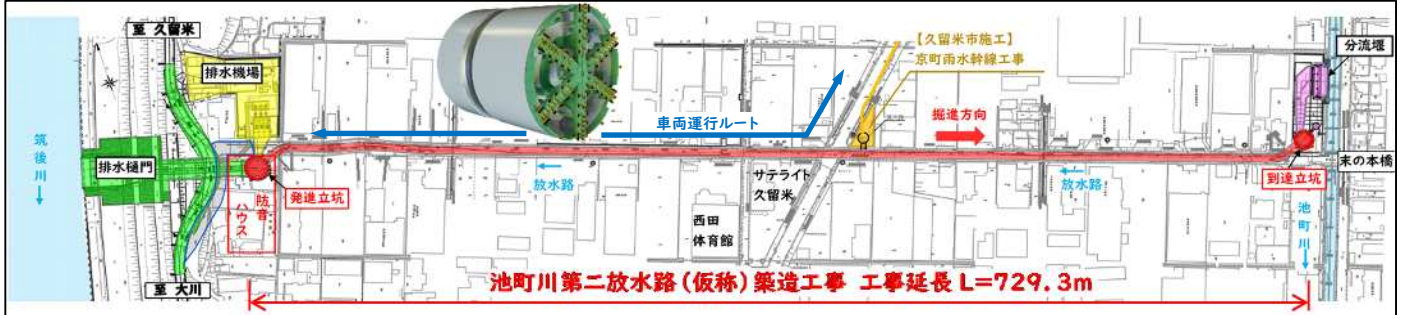 至 久留米
排水機場
筑後川
排水樋門
発進立坑
防音
ハウス
至 大川
車両運行ルート
放水路
サテライト
久留米
西田
体育館
【久留米市施工】
京町雨水幹線工事
掘進方向
放水路
分流堰
末の本橋
到達立坑
池町川
池町川第二放水路(仮称)築造工事 工事延長 L=729.3m